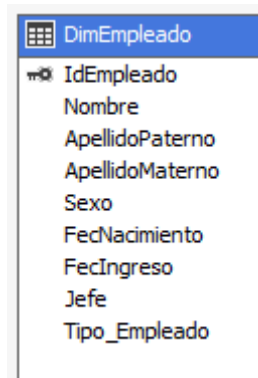 DimEmpleado
IdEmpleado
Nombre
ApellidoPaterno
ApellidoMaterno
Sexo
FecNacimiento
FecIngreso
Jefe
Tipo_Empleado